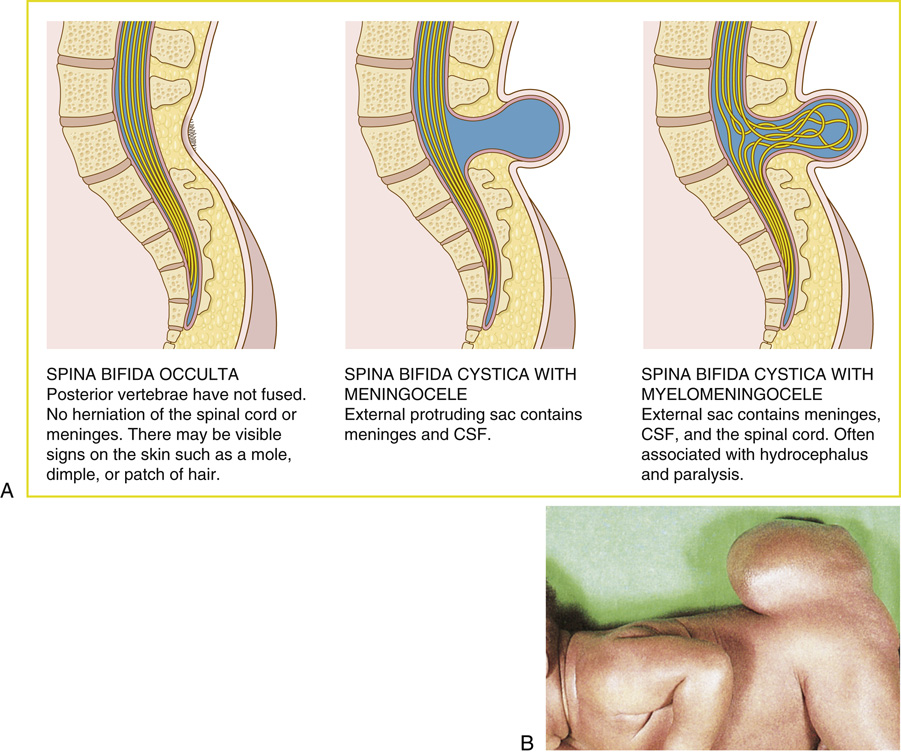 SPINA BIFIDA OCCULTA
Posterior vertebrae have not fused.
No herniation of the spinal cord or
meninges. There may be visible
signs on the skin such as a mole,
dimple, or patch of hair.
SPINA BIFIDA CYSTICA WITH
MENINGOCELE
External protruding sac contains
meninges and CSF.
SPINA BIFIDA CYSTICA WITH
MYELOMENINGOCELE
External sac contains meninges,
CSF, and the spinal cord. Often
associated with hydrocephalus
and paralysis.
A
B